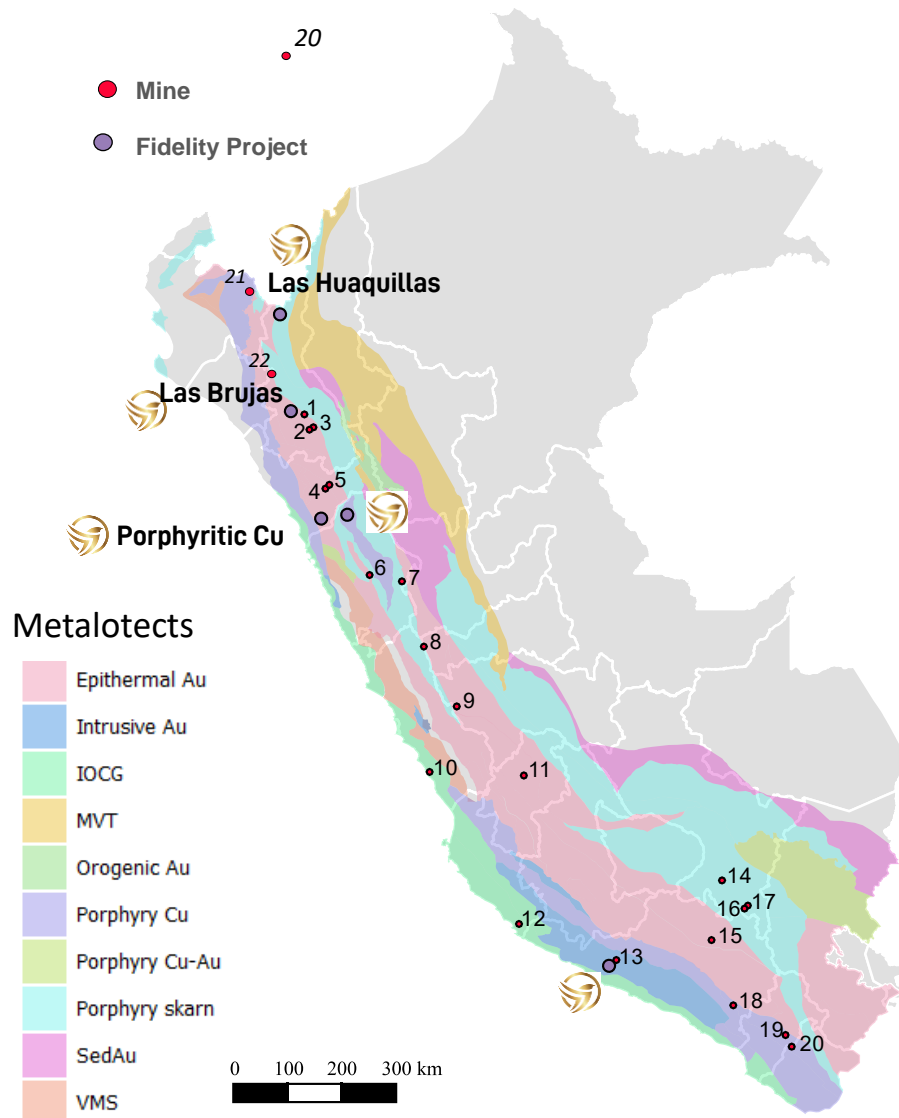 20
Mine
Fidelity Project
21
Las Huaquillas
22
Las Brujas
1
2
3
4
5
Porphyritic Cu
6
7
8
9
10
11
12
13
14
15
16
17
18
19
20
Metalotects
Epithermal Au
Intrusive Au
IOCG
MVT
Orogenic Au
Porphyry Cu
Porphyry Cu-Au
Porphyry skarn
SedAu
VMS
0 100 200 300 km